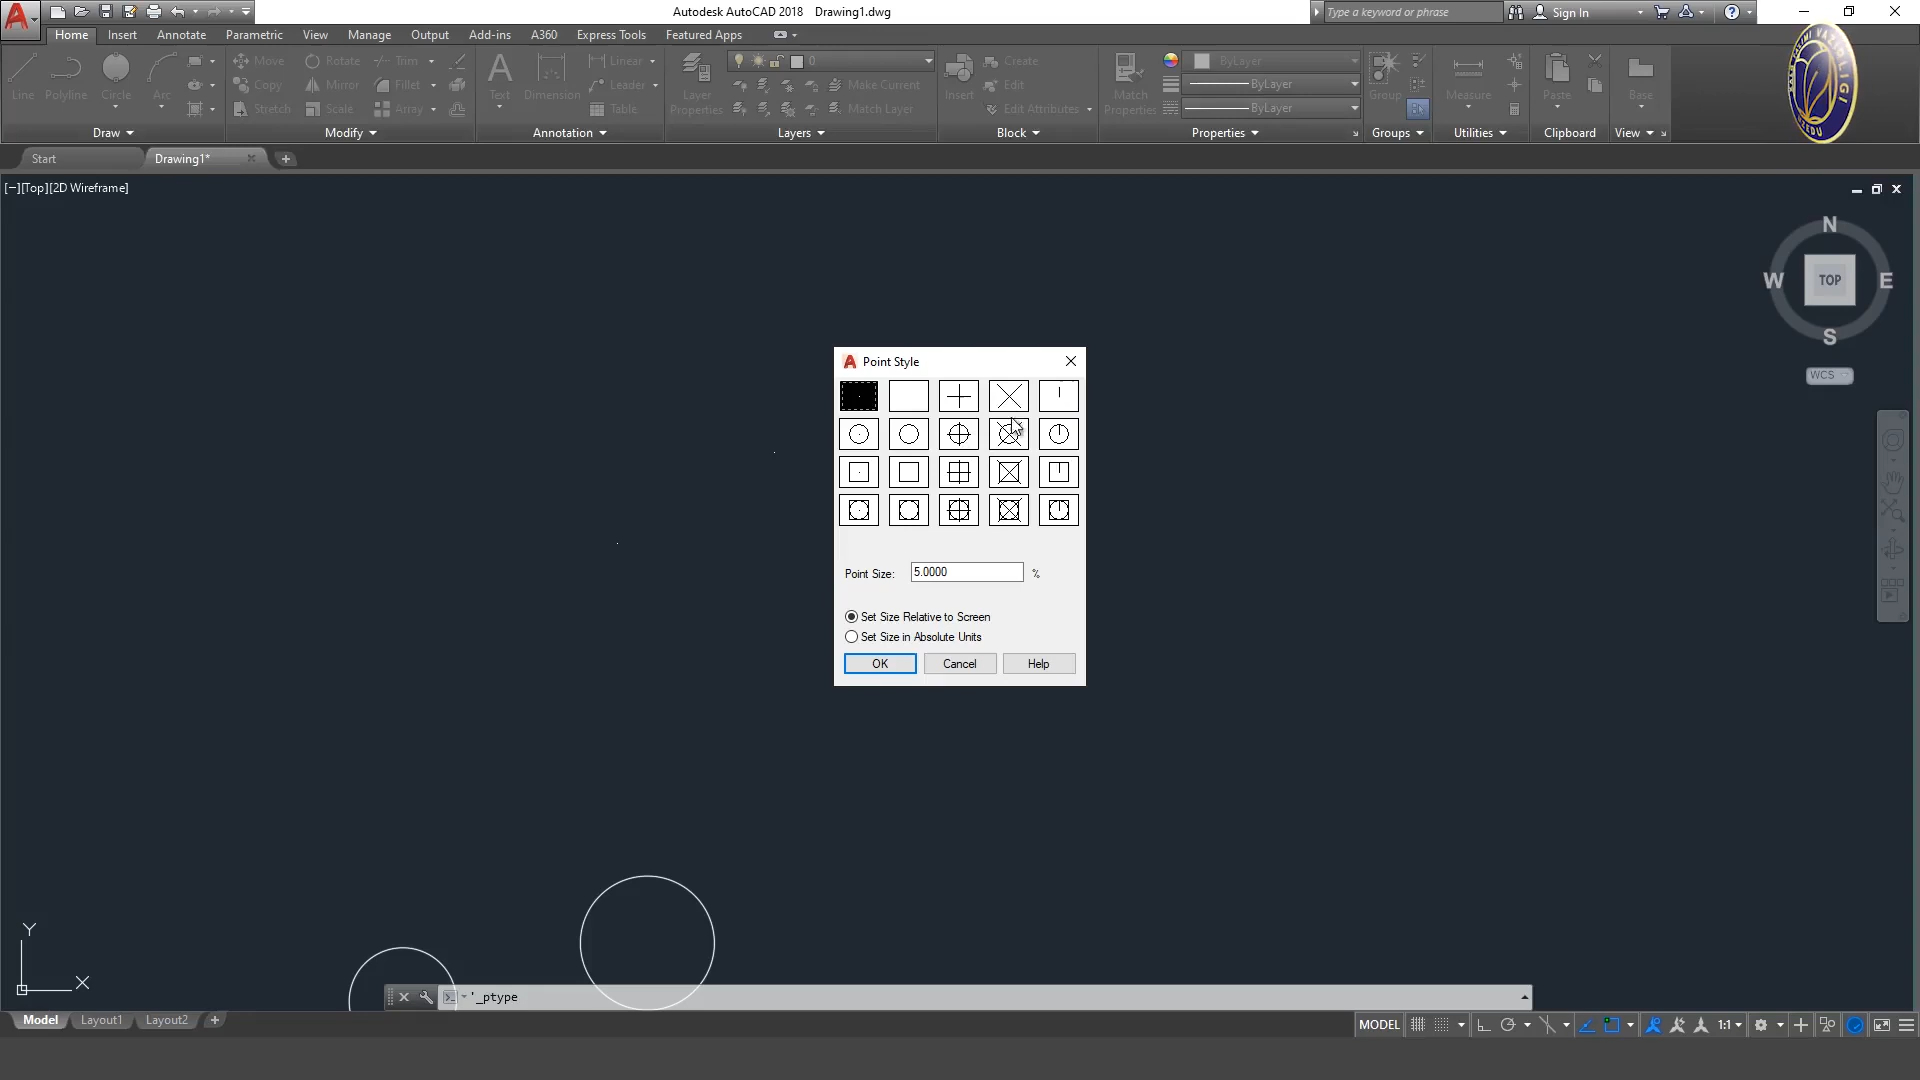 Autodesk AutoCAD 2018 Drawing1.dwg
Type a keyword or phrase
Sign In
Home Insert Annotate Parametric View Manage Output Add-ins A360 Express Tools Featured Apps
Line Polyline Circle Arc
Draw
Move Rotate Trim
Copy Mirror Fillet
Stretch Scale Array
Modify
Text Dimension
Linear
Leader
Table
Annotation
Layer Properties
0
Make Current
Match Layer
Layers
Insert
Create
Edit
Edit Attributes
Block
Match Properties
ByLayer
ByLayer
ByLayer
Properties
Group
Groups
Measure
Utilities
Paste
Clipboard
Base
View
Start Drawing1*
[−][Top][2D Wireframe]
N
W TOP E
S
WCS
Point Style
Point Size: 5.0000 %
Set Size Relative to Screen
Set Size in Absolute Units
OK Cancel Help
Y
X
'_ptype
Model Layout1 Layout2
MODEL 1:1